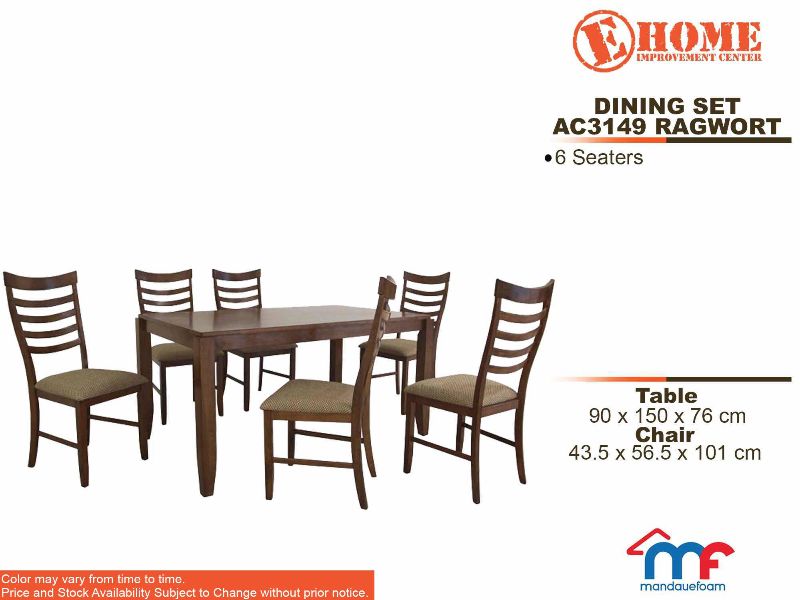 E HOME
IMPROVEMENT CENTER
DINING SET
AC3149 RAGWORT
•6 Seaters
Table
90 x 150 x 76 cm
Chair
43.5 x 56.5 x 101 cm
mf
mandauefoam
Color may vary from time to time.
Price and Stock Availability Subject to Change without prior notice.